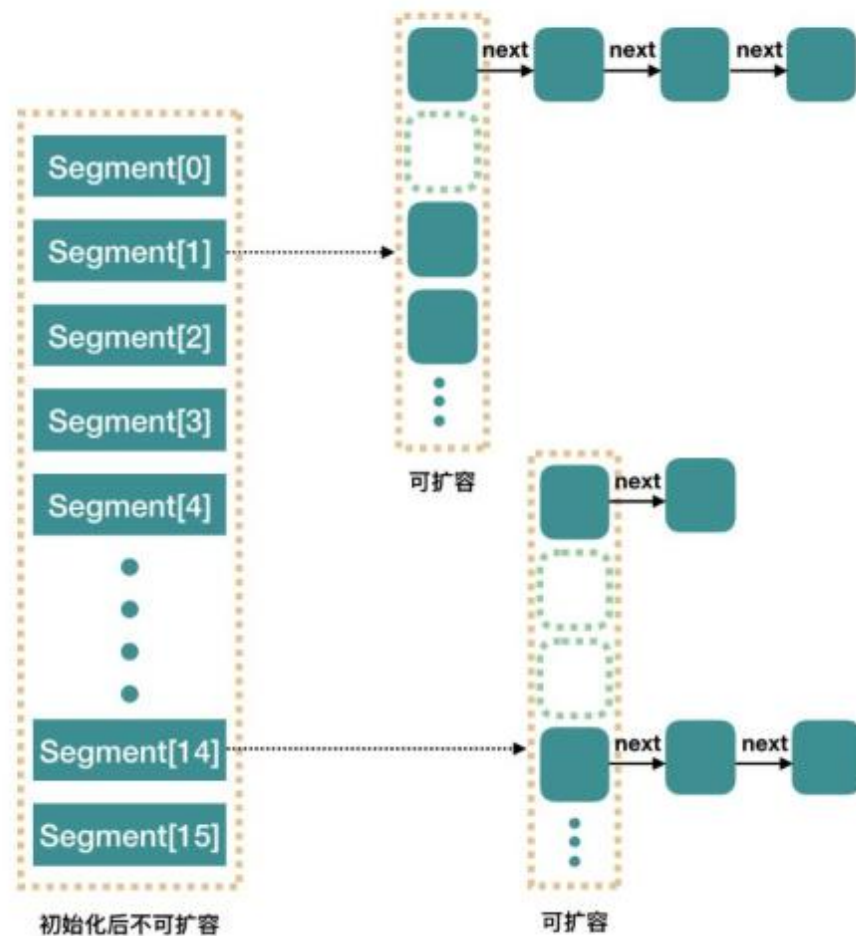 next next next
Segment[0]
Segment[1]
Segment[2]
Segment[3]
可扩容
Segment[4]
next
Segment[14]
next next
Segment[15]
初始化后不可扩容
可扩容